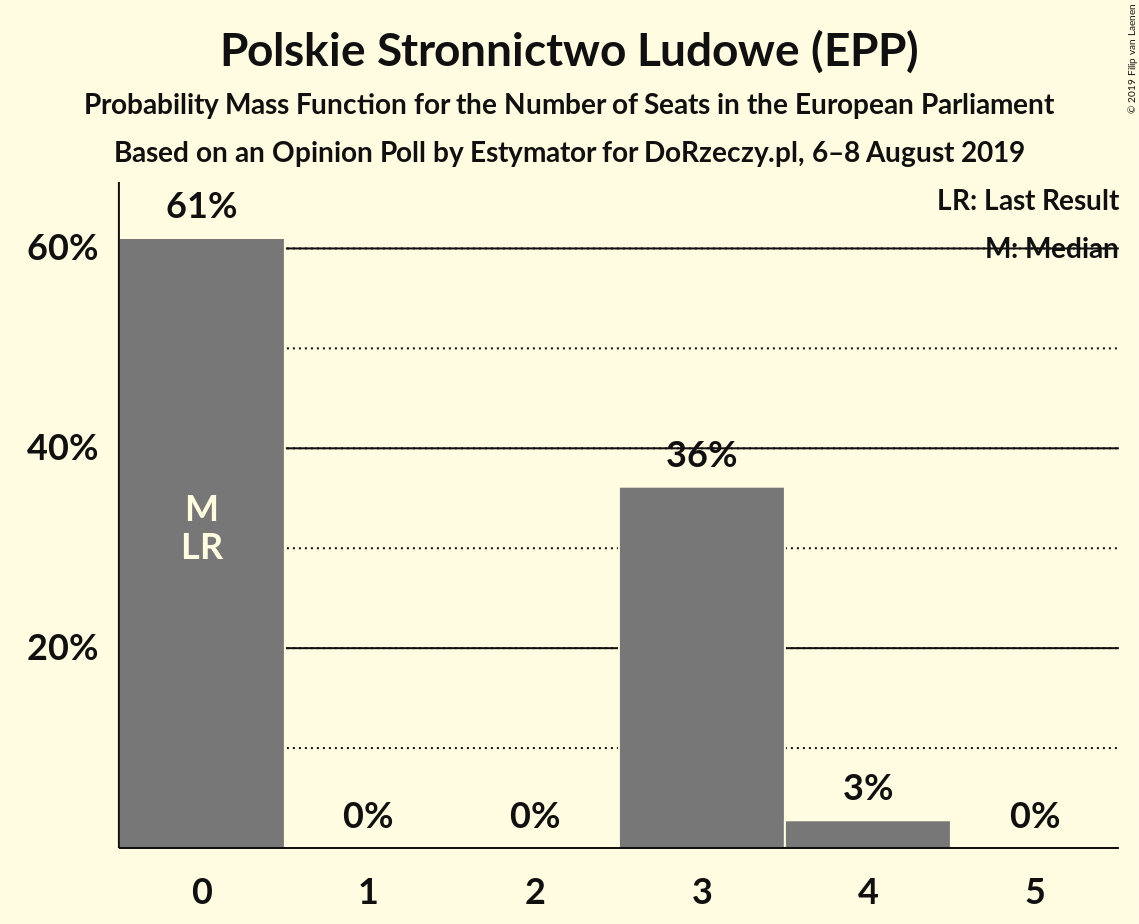 Polskie Stronnictwo Ludowe (EPP)
Probability Mass Function for the Number of Seats in the European Parliament
Based on an Opinion Poll by Estymator for DoRzeczy.pl, 6–8 August 2019
© 2019 Filip van Laenen
LR: Last Result
M: Median
61%
60%
40%
36%
M
LR
20%
3%
0%
0%
0%
0
1
2
3
4
5